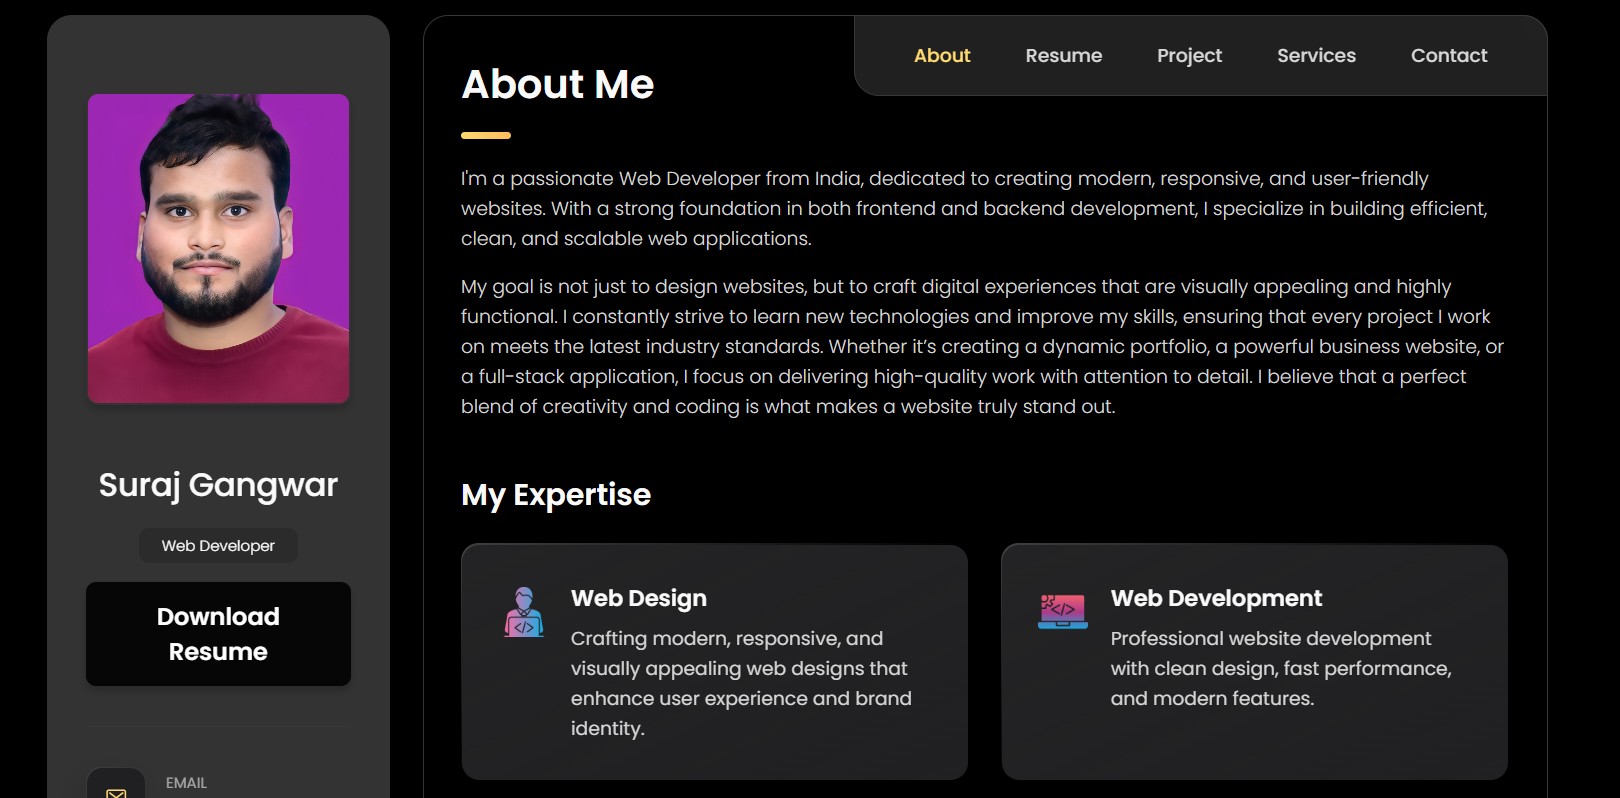 About
Resume
Project
Services
Contact
Suraj Gangwar
Web Developer
Download
Resume
EMAIL
About Me
I'm a passionate Web Developer from India, dedicated to creating modern, responsive, and user-friendly
websites. With a strong foundation in both frontend and backend development, I specialize in building efficient,
clean, and scalable web applications.
My goal is not just to design websites, but to craft digital experiences that are visually appealing and highly
functional. I constantly strive to learn new technologies and improve my skills, ensuring that every project I work
on meets the latest industry standards. Whether it’s creating a dynamic portfolio, a powerful business website, or
a full-stack application, I focus on delivering high-quality work with attention to detail. I believe that a perfect
blend of creativity and coding is what makes a website truly stand out.
My Expertise
Web Design
Crafting modern, responsive, and
visually appealing web designs that
enhance user experience and brand
identity.
Web Development
Professional website development
with clean design, fast performance,
and modern features.